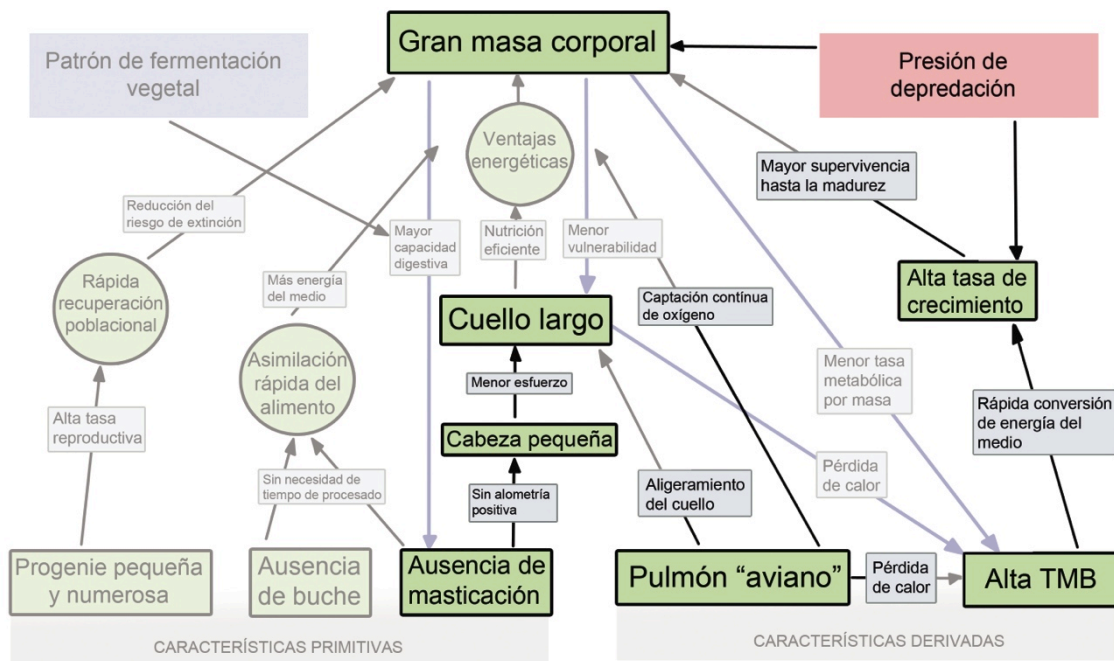 Gran masa corporal
Patrón de fermentación
vegetal
Presión de
depredación
Ventajas
energéticas
Mayor supervivencia
hasta la madurez
Reducción del
riesgo de extinción
Mayor
capacidad
digestiva
Nutrición
eficiente
Menor
vulnerabilidad
Rápida
recuperación
poblacional
Más energía
del medio
Captación contínua
de oxígeno
Alta tasa de
crecimiento
Cuello largo
Asimilación
rápida del
alimento
Menor esfuerzo
Menor tasa
metabólica
por masa
Rápida conversión
de energía del
medio
Alta tasa
reproductiva
Cabeza pequeña
Sin necesidad de
tiempo de procesado
Sin alometría
positiva
Aligeramiento
del cuello
Pérdida
de calor
Progenie pequeña
y numerosa
Ausencia
de buche
Ausencia de
masticación
Pulmón “aviano”
Pérdida
de calor
Alta TMB
CARACTERÍSTICAS PRIMITIVAS
CARACTERÍSTICAS DERIVADAS